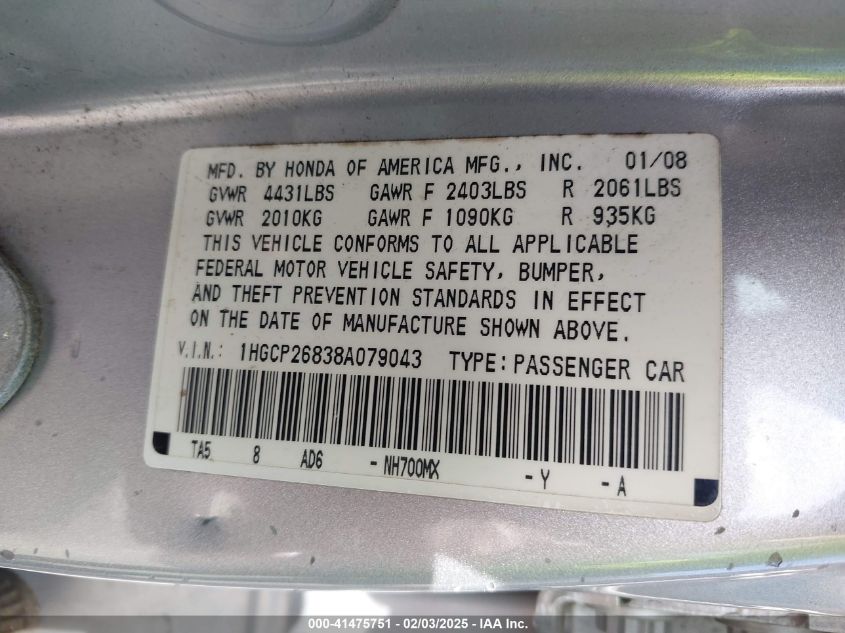 MFD. BY HONDA OF AMERICA MFG., INC. 01/08
GVWR 4431LBS GAWR F 2403LBS R 2061LBS
GVWR 2010KG GAWR F 1090KG R 935KG
THIS VEHICLE CONFORMS TO ALL APPLICABLE
FEDERAL MOTOR VEHICLE SAFETY, BUMPER,
AND THEFT PREVENTION STANDARDS IN EFFECT
ON THE DATE OF MANUFACTURE SHOWN ABOVE.
V.I.N.: 1HGCP26838A079043 TYPE: PASSENGER CAR
TA5 8 AD6 - NH700MX - Y - A
000-41475751 - 02/03/2025 - IAA Inc.